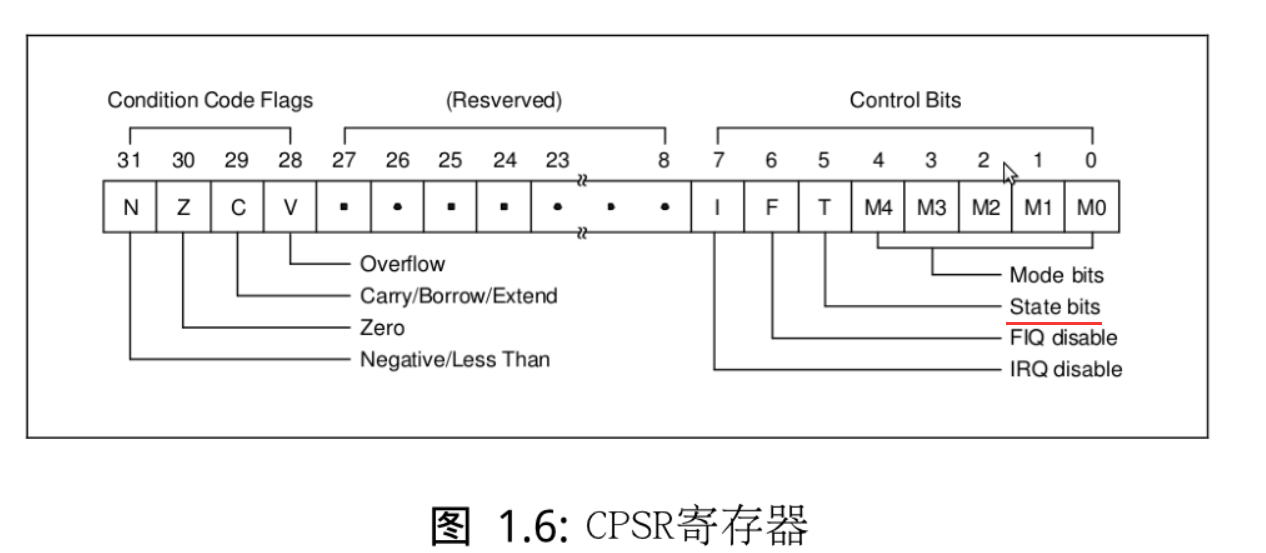 Condition Code Flags (Resverved) Control Bits
31 30 29 28 27 26 25 24 23 8 7 6 5 4 3 2 1 0
N Z C V I F T M4 M3 M2 M1 M0
Overflow
Carry/Borrow/Extend
Zero
Negative/Less Than
Mode bits
State bits
FIQ disable
IRQ disable
图 1.6: CPSR寄存器